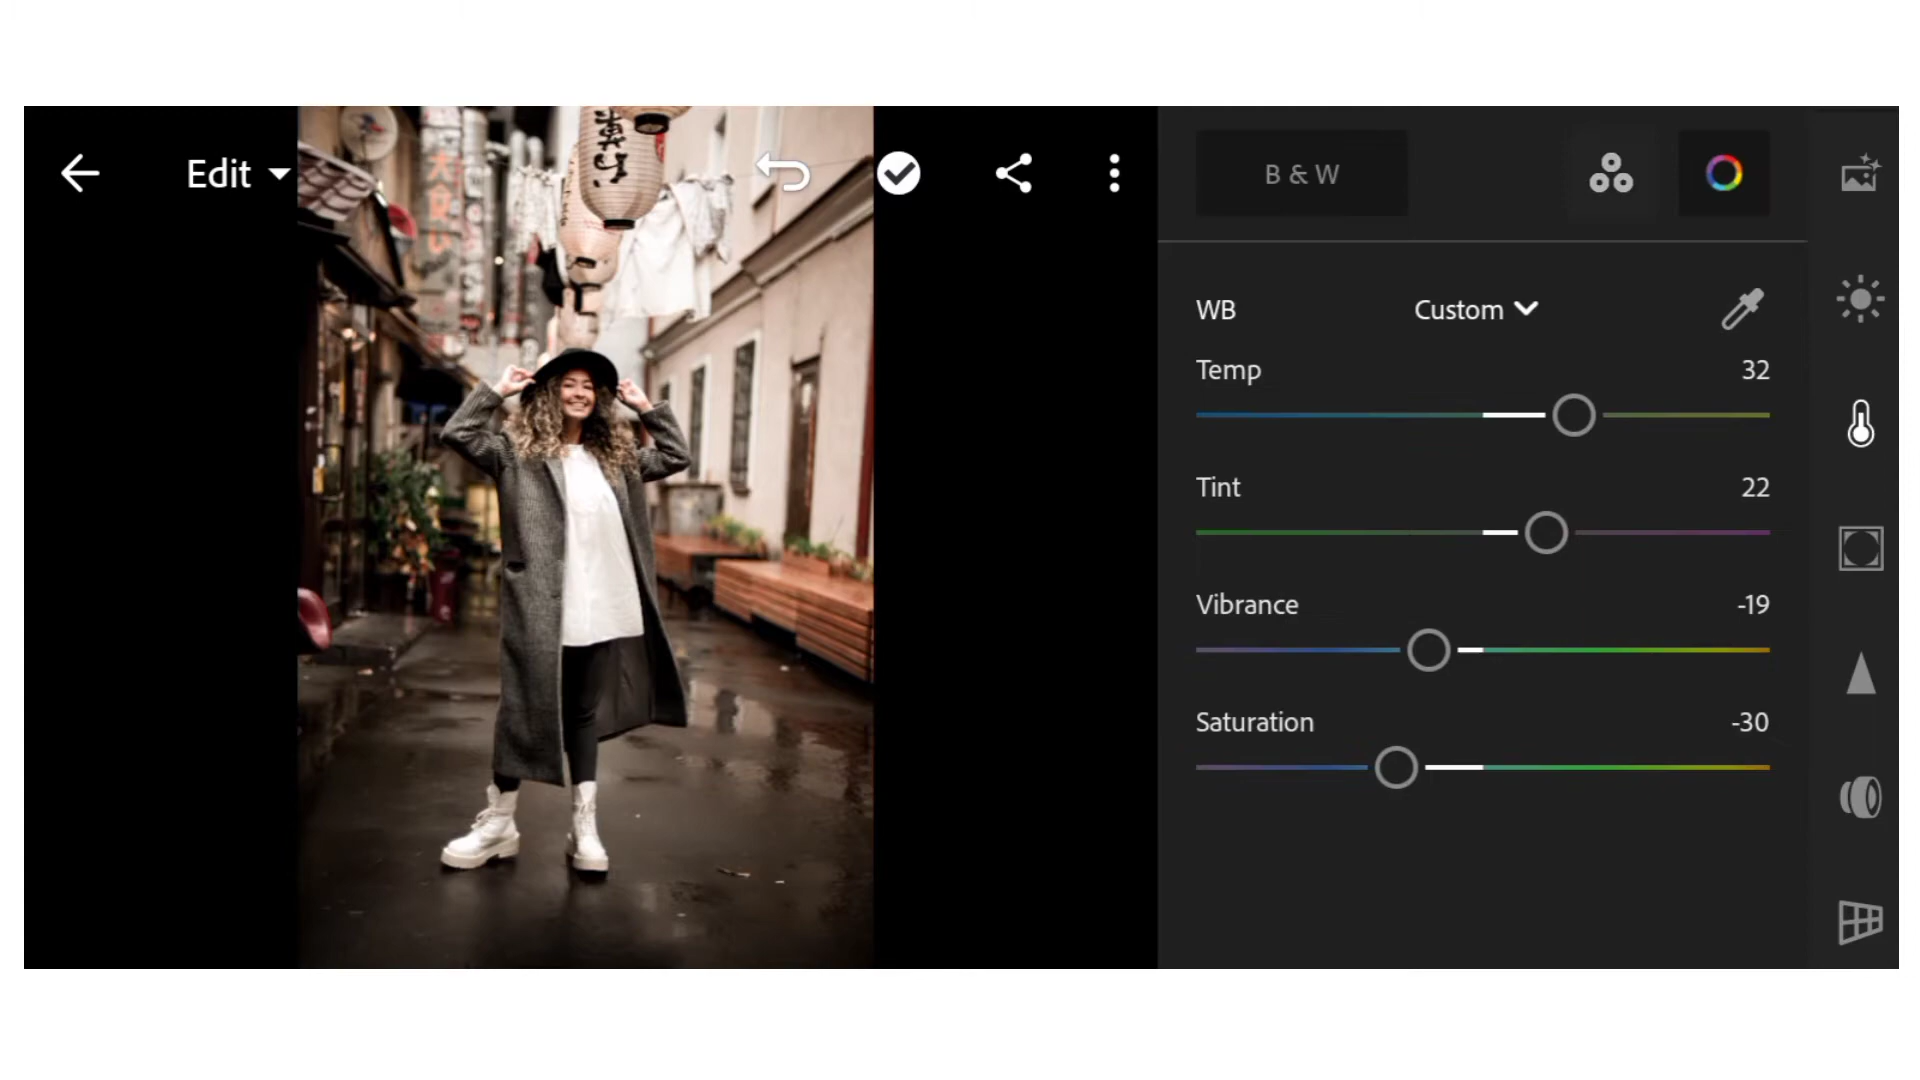 Edit
B & W
WB
Custom
Temp
32
Tint
22
Vibrance
-19
Saturation
-30